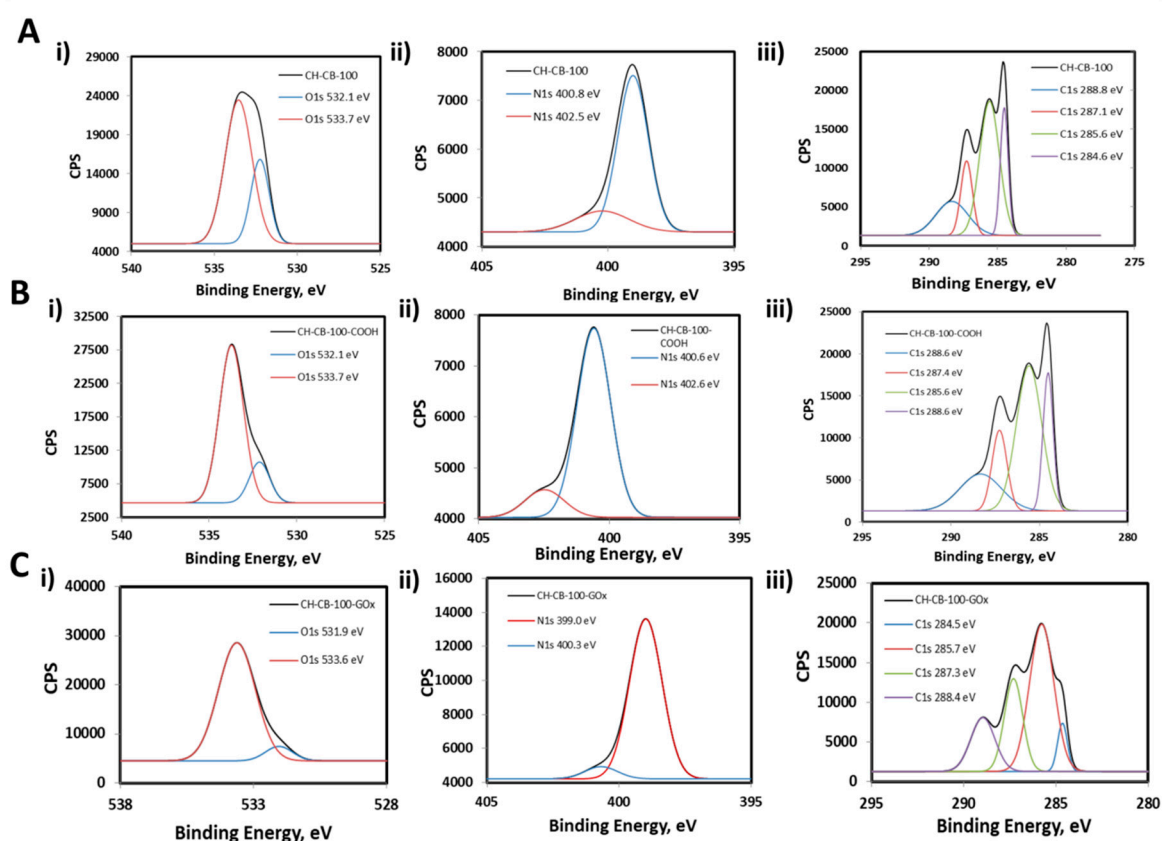 A
i)
29000
24000
19000
14000
9000
4000
CPS
540
535
530
525
Binding Energy, eV
CH-CB-100
O1s 532.1 eV
O1s 533.7 eV
ii)
8000
7000
6000
5000
4000
CPS
405
400
395
Binding Energy, eV
CH-CB-100
N1s 400.8 eV
N1s 402.5 eV
iii)
25000
20000
15000
10000
5000
0
CPS
295
290
285
280
275
Binding Energy, eV
CH-CB-100
C1s 288.8 eV
C1s 287.1 eV
C1s 285.6 eV
C1s 284.6 eV
B
i)
32500
27500
22500
17500
12500
7500
2500
CPS
540
535
530
525
Binding Energy, eV
CH-CB-100-COOH
O1s 532.1 eV
O1s 533.7 eV
ii)
8000
7000
6000
5000
4000
CPS
405
400
395
Binding Energy, eV
CH-CB-100-
COOH
N1s 400.6 eV
N1s 402.6 eV
iii)
25000
20000
15000
10000
5000
0
CPS
295
290
285
280
Binding Energy, eV
CH-CB-100-COOH
C1s 288.6 eV
C1s 287.4 eV
C1s 285.6 eV
C1s 288.6 eV
C
i)
40000
30000
20000
10000
0
CPS
538
533
528
Binding Energy, eV
CH-CB-100-GOx
O1s 531.9 eV
O1s 533.6 eV
ii)
16000
14000
12000
10000
8000
6000
4000
CPS
405
400
395
Binding Energy, eV
CH-CB-100-GOx
N1s 399.0 eV
N1s 400.3 eV
iii)
25000
20000
15000
10000
5000
0
CPS
295
290
285
280
Binding Energy, eV
CH-CB-100-GOx
C1s 284.5 eV
C1s 285.7 eV
C1s 287.3 eV
C1s 288.4 eV